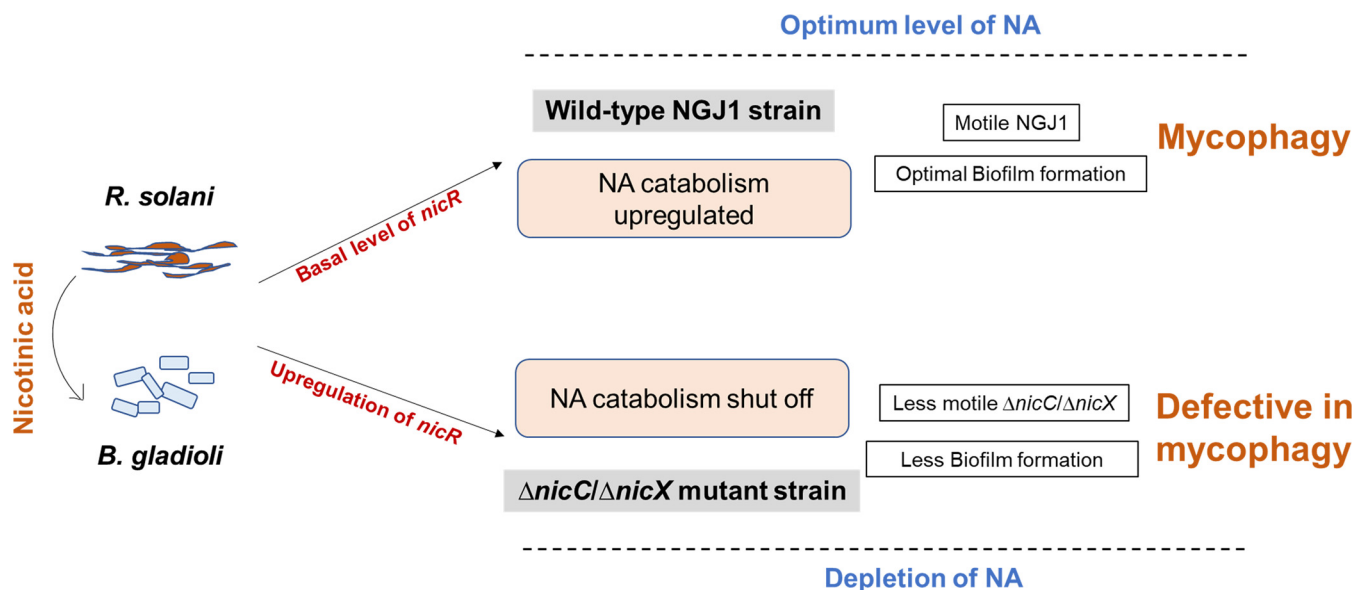 Optimum level of NA
Wild-type NGJ1 strain
Motile NGJ1
Mycophagy
Optimal Biofilm formation
NA catabolism
upregulated
R. solani
Basal level of nicR
Nicotinic acid
Upregulation of nicR
B. gladioli
NA catabolism shut off
Less motile ΔnicC/ΔnicX
Defective in
mycophagy
Less Biofilm formation
ΔnicC/ΔnicX mutant strain
Depletion of NA